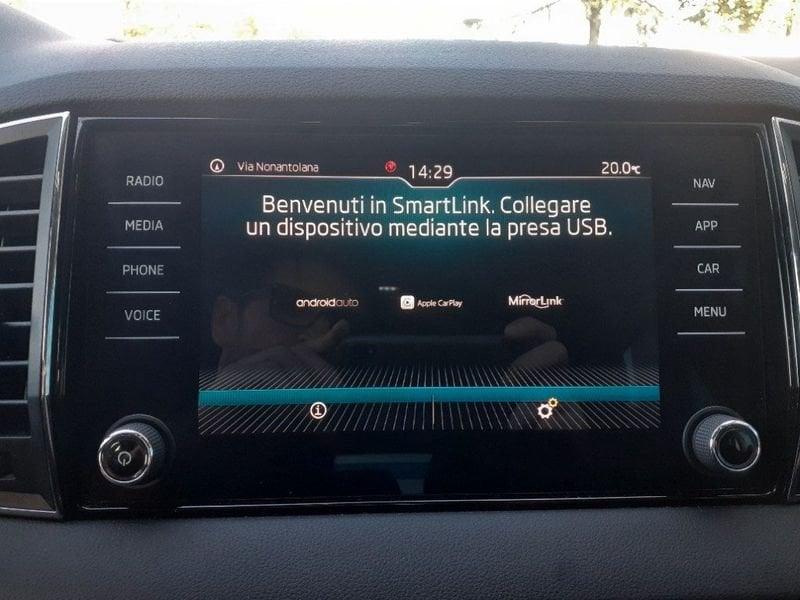 Via Nonantolana
14:29
20.0°C
RADIO
MEDIA
PHONE
VOICE
Benvenuti in SmartLink. Collegare
un dispositivo mediante la presa USB.
androidauto
Apple CarPlay
MirrorLink
NAV
APP
CAR
MENU